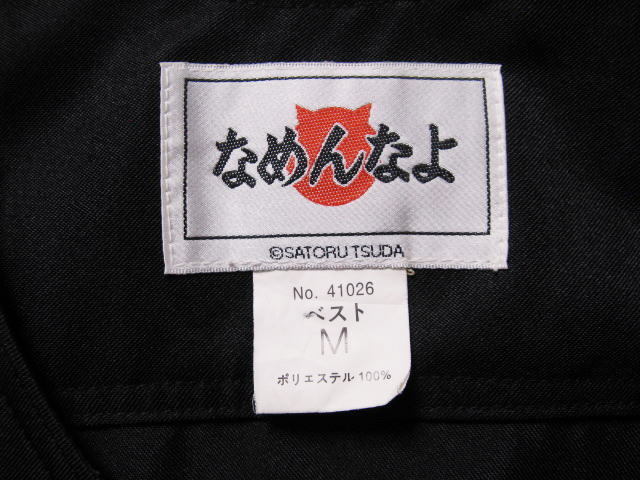 なめんなよ
©SATORU TSUDA
No. 41026
ベスト
M
ポリエステル 100%